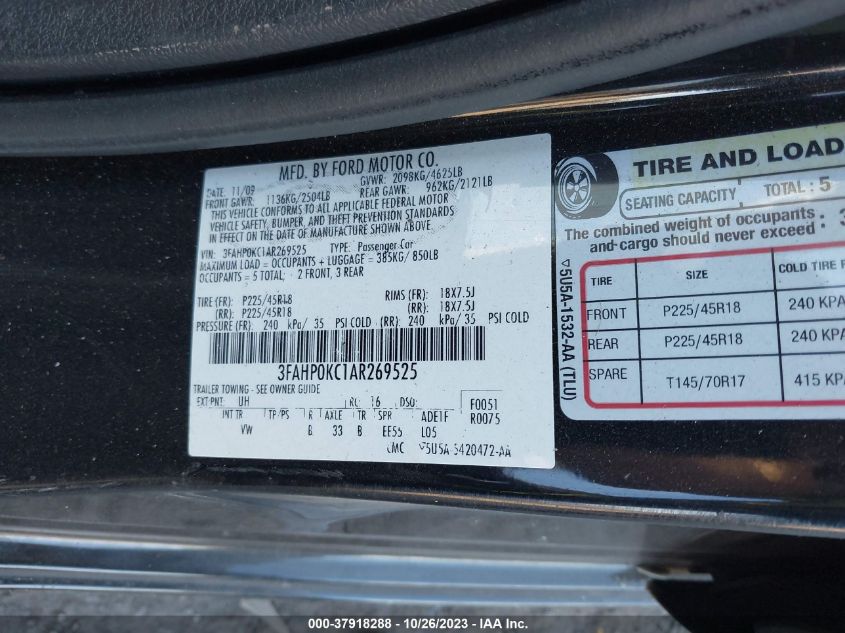 MFD. BY FORD MOTOR CO.
DATE: 11/09 GVWR: 2098KG/4625LB
FRONT GAWR: 1136KG/2504LB REAR GAWR: 962KG/2121LB
THIS VEHICLE CONFORMS TO ALL APPLICABLE FEDERAL MOTOR
VEHICLE SAFETY, BUMPER, AND THEFT PREVENTION STANDARDS
IN EFFECT ON THE DATE OF MANUFACTURE SHOWN ABOVE.
VIN: 3FAHP0KC1AR269525 TYPE: Passenger Car
MAXIMUM LOAD = OCCUPANTS + LUGGAGE = 385KG/ 850LB
OCCUPANTS = 5 TOTAL: - 2 FRONT, 3 REAR
TIRE (FR): P225/45R18 RIMS (FR): 18X7.5J
(RR): P225/45R18 (RR): 18X7.5J
PRESSURE (FR): 240 kPa/ 35 PSI COLD (RR): 240 kPa/ 35 PSI COLD
3FAHP0KC1AR269525
TRAILER TOWING - SEE OWNER GUIDE
EXT PNT: UH RC: 16 DSO: F0051
INT TR TP/PS R AXLE TR SPR ADE1F R0075
VW B 33 B EE55 L05
CMC ▽5U5A-5420472-AA
TIRE AND LOAD
SEATING CAPACITY TOTAL: 5
The combined weight of occupants
and cargo should never exceed : 3
TIRE SIZE COLD TIRE
FRONT P225/45R18 240 KPA
REAR P225/45R18 240 KPA
SPARE T145/70R17 415 KPA
▽5U5A-1532-AA (TLU)
000-37918288 - 10/26/2023 - IAA Inc.